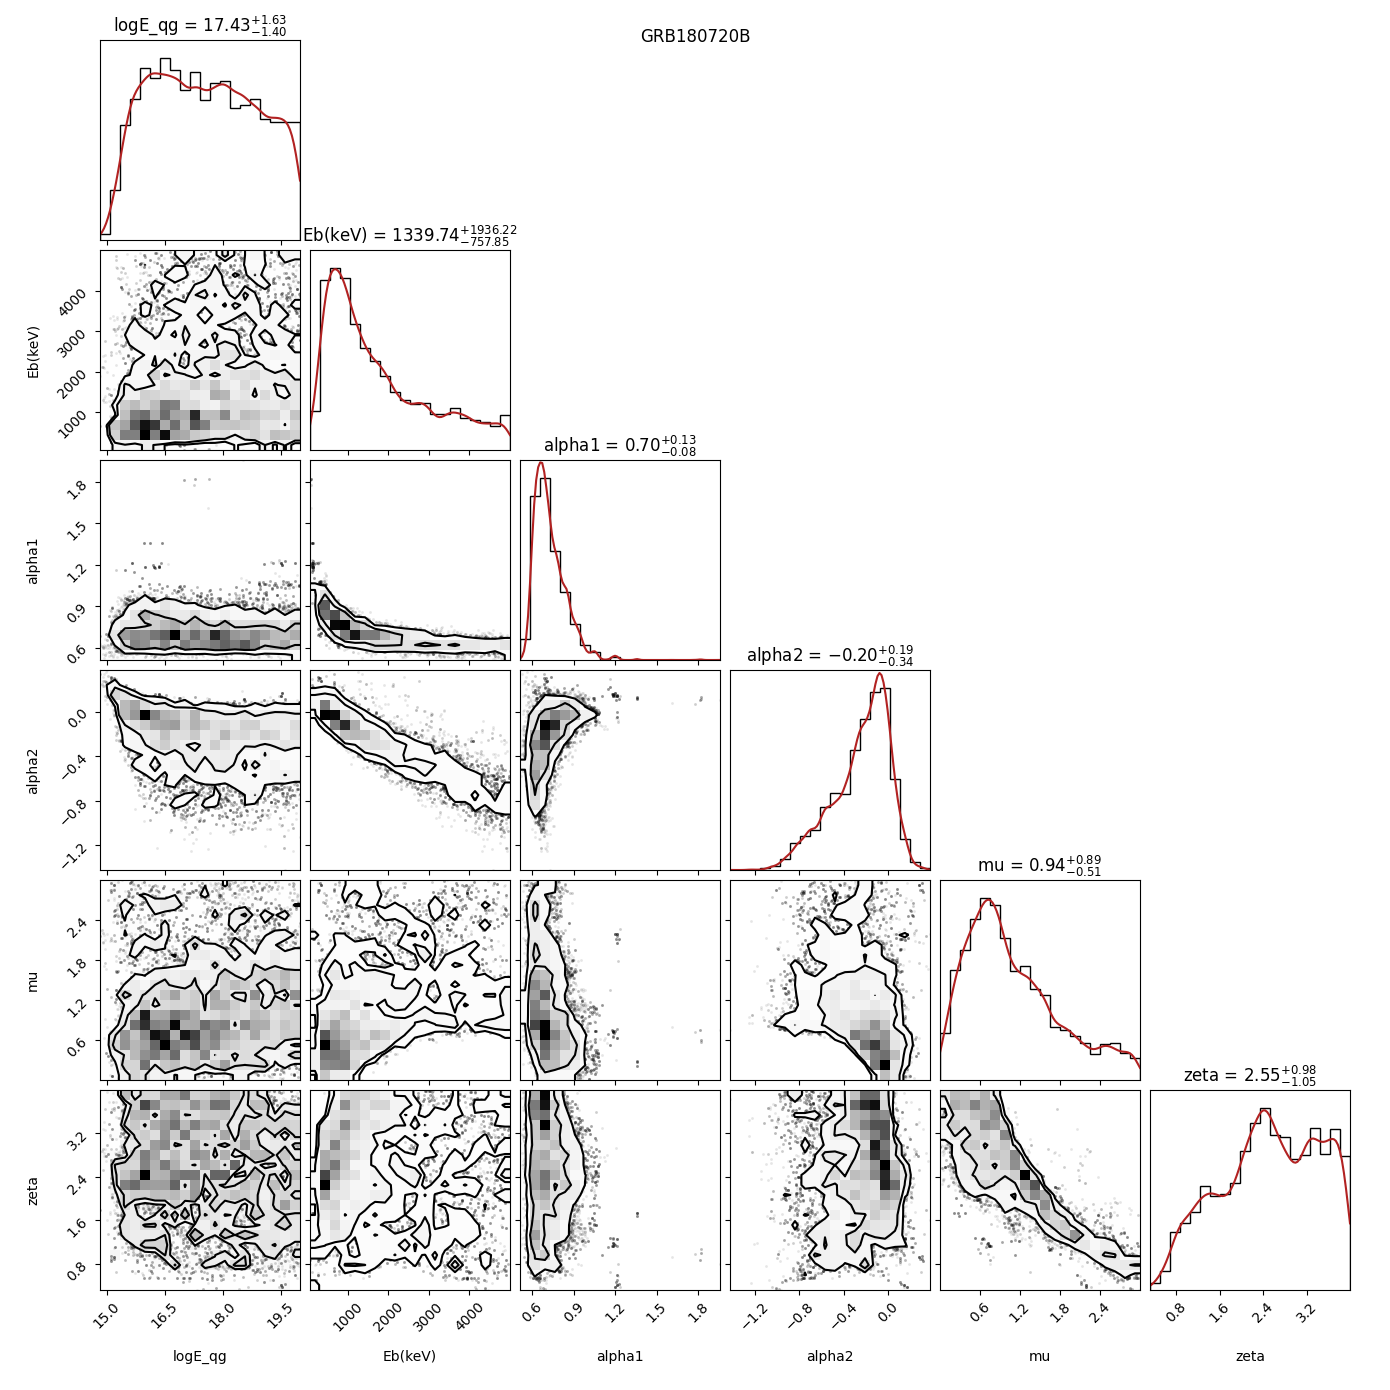 GRB180720B
logE_qg = 17.43+1.63−1.40
Eb(keV) = 1339.74+1936.22−757.85
Eb(keV)
4000
3000
2000
1000
alpha1 = 0.70+0.13−0.08
alpha1
1.8
1.5
1.2
0.9
0.6
alpha2 = −0.20+0.19−0.34
alpha2
0.0
−0.4
−0.8
−1.2
mu = 0.94+0.89−0.51
mu
2.4
1.8
1.2
0.6
zeta = 2.55+0.98−1.05
zeta
3.2
2.4
1.6
0.8
15.0 16.5 18.0 19.5 1000 2000 3000 4000 0.6 0.9 1.2 1.5 1.8 −1.2 −0.8 −0.4 0.0 0.6 1.2 1.8 2.4 0.8 1.6 2.4 3.2
logE_qg Eb(keV) alpha1 alpha2 mu zeta